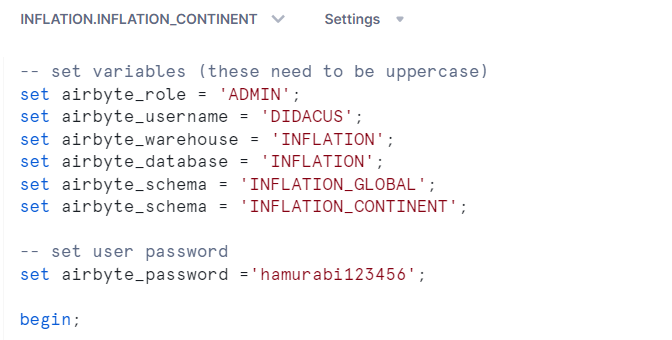 INFLATION.INFLATION_CONTINENT Settings
-- set variables (these need to be uppercase)
set airbyte_role = 'ADMIN';
set airbyte_username = 'DIDACUS';
set airbyte_warehouse = 'INFLATION';
set airbyte_database = 'INFLATION';
set airbyte_schema = 'INFLATION_GLOBAL';
set airbyte_schema = 'INFLATION_CONTINENT';
-- set user password
set airbyte_password ='hamurabi123456';
begin;